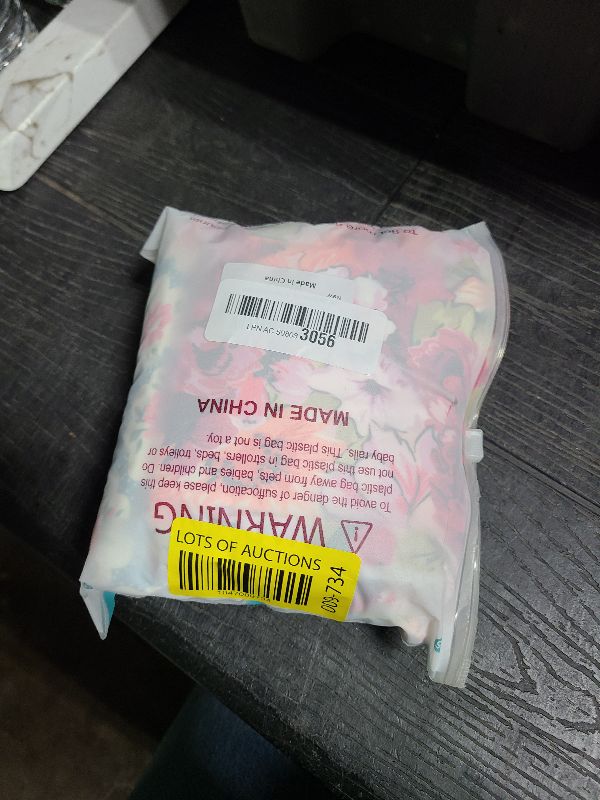 New
Made in China
3056
MADE IN CHINA
WARNING
To avoid the danger of suffocation, please keep this
plastic bag away from babies and children. Do
not use this plastic bag in strollers, beds, trolleys or
baby rails. This plastic bag is not a toy.
LOTS OF AUCTIONS
009-734